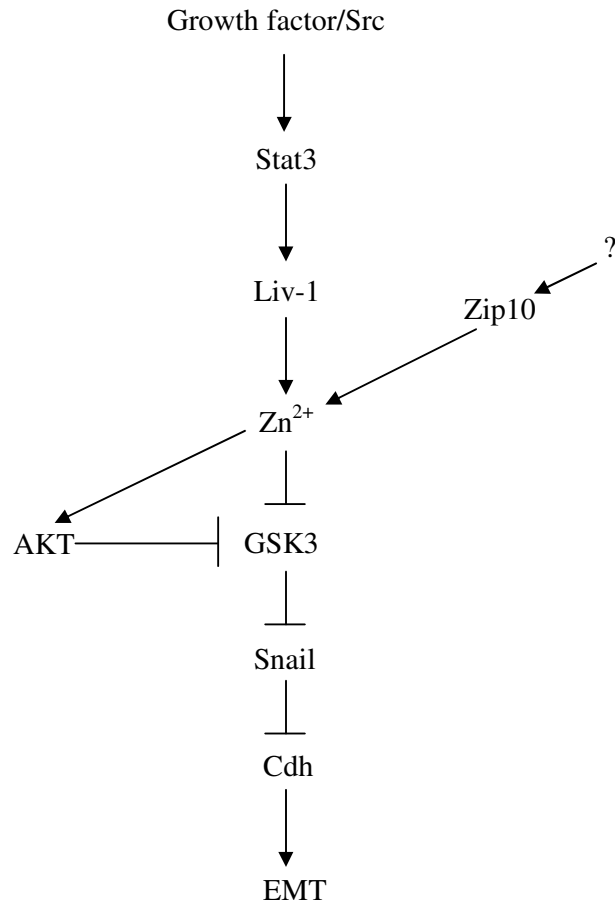 Growth factor/Src
Stat3
?
Liv-1
Zip10
Zn²⁺
AKT
GSK3
Snail
Cdh
EMT